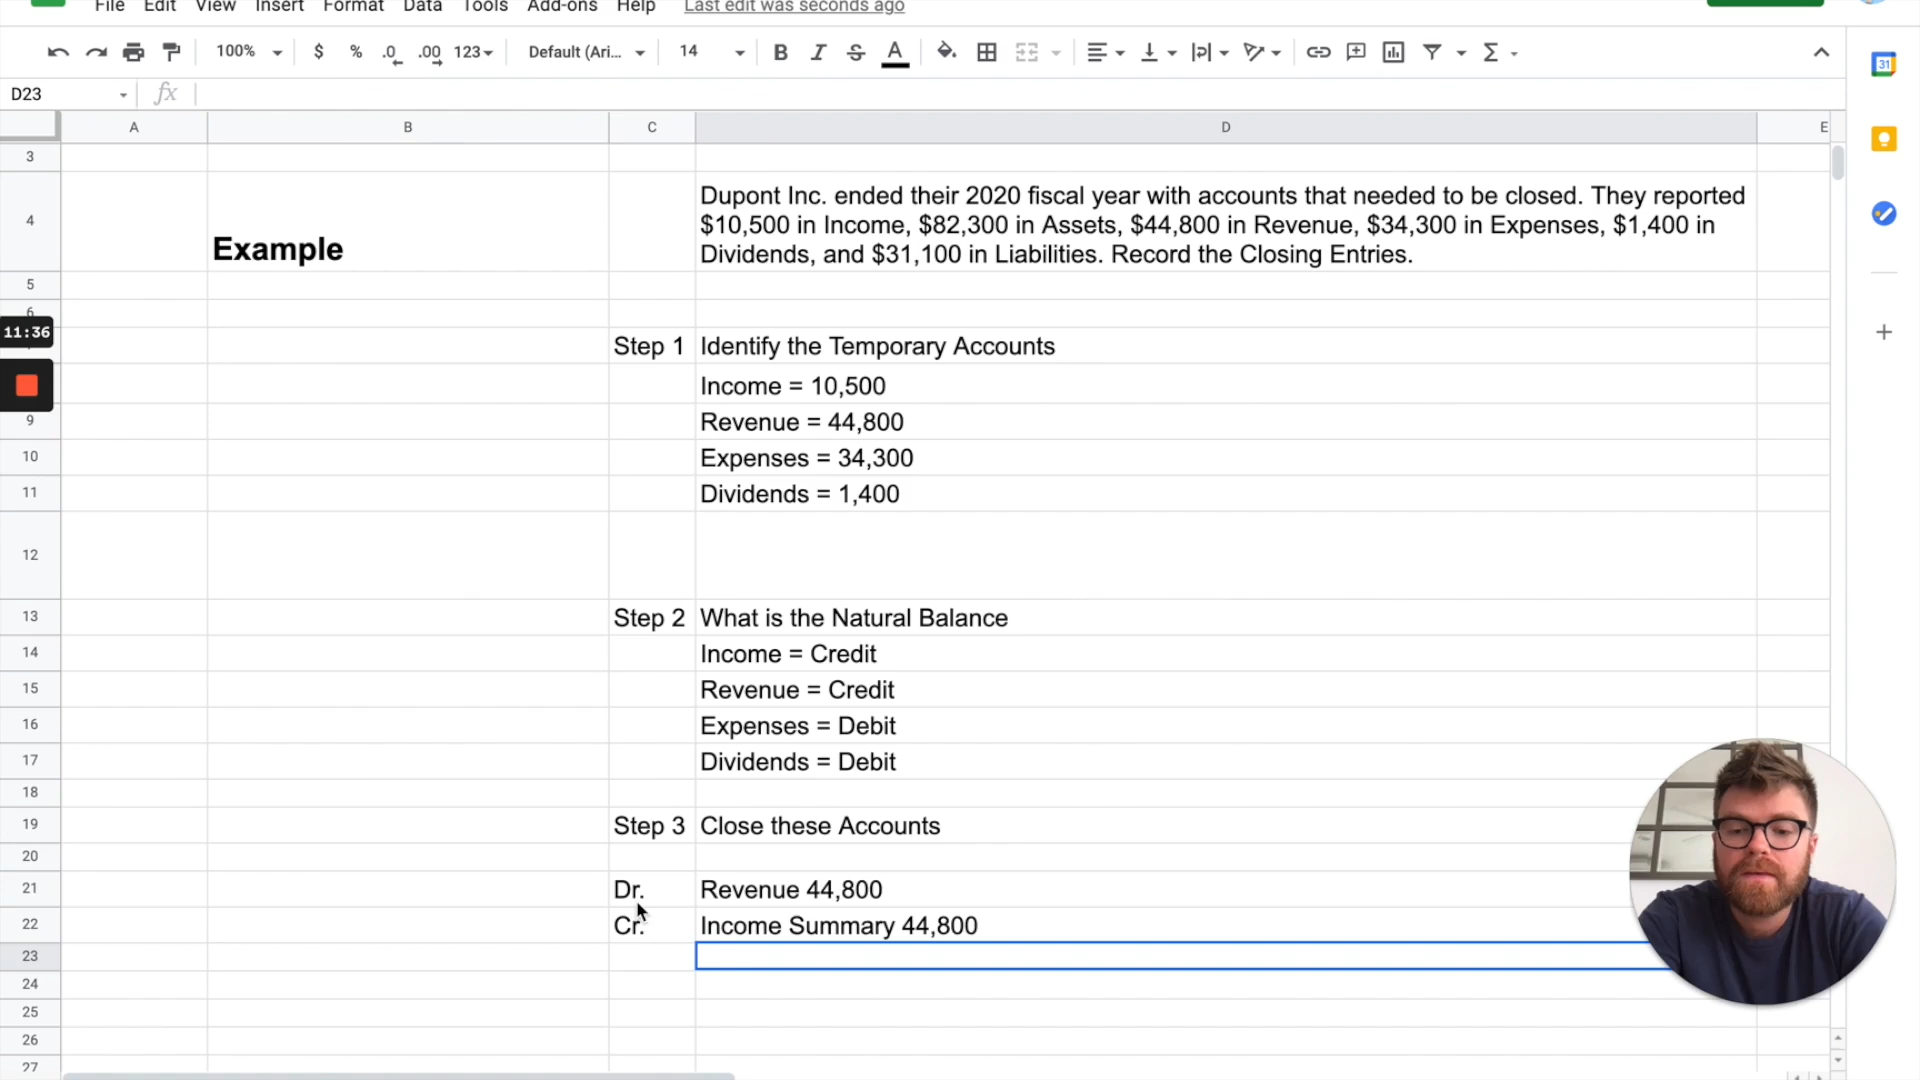 File Edit View Insert Format Data Tools Add-ons Help Last edit was seconds ago
100% $ % .0 .00 123 Default (Ari... 14 B I S A
D23 fx
A B C D E
3
4 Example Dupont Inc. ended their 2020 fiscal year with accounts that needed to be closed. They reported
$10,500 in Income, $82,300 in Assets, $44,800 in Revenue, $34,300 in Expenses, $1,400 in
Dividends, and $31,100 in Liabilities. Record the Closing Entries.
5
6
11:36
Step 1 Identify the Temporary Accounts
Income = 10,500
9 Revenue = 44,800
10 Expenses = 34,300
11 Dividends = 1,400
12
13 Step 2 What is the Natural Balance
14 Income = Credit
15 Revenue = Credit
16 Expenses = Debit
17 Dividends = Debit
18
19 Step 3 Close these Accounts
20
21 Dr. Revenue 44,800
22 Cr. Income Summary 44,800
23
24
25
26
27
31